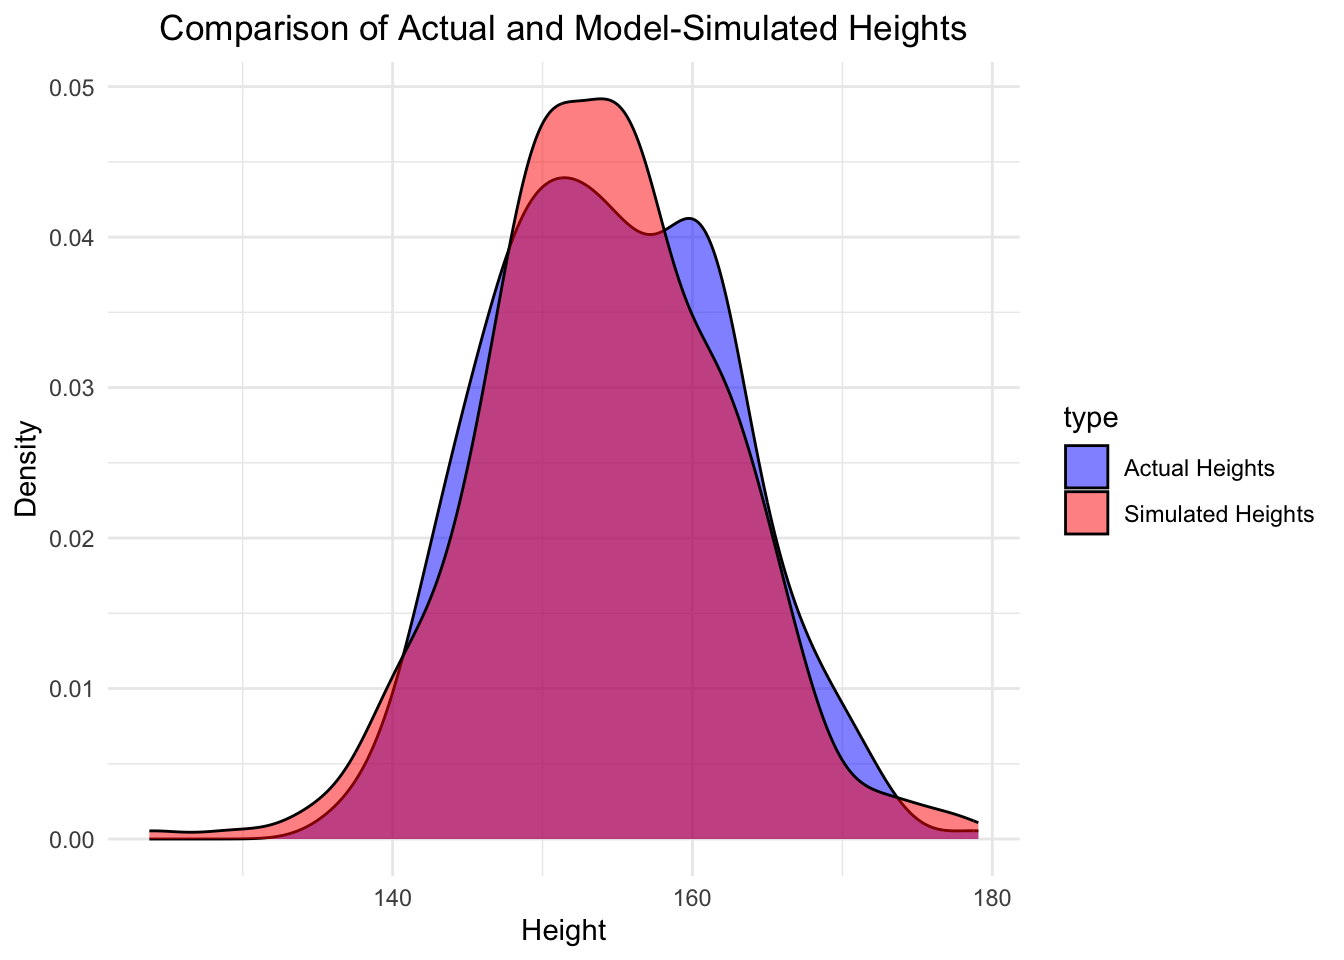 Comparison of Actual and Model-Simulated Heights
0.05
0.04
0.03
0.02
0.01
0.00
Density
140 160 180
Height
type
Actual Heights
Simulated Heights